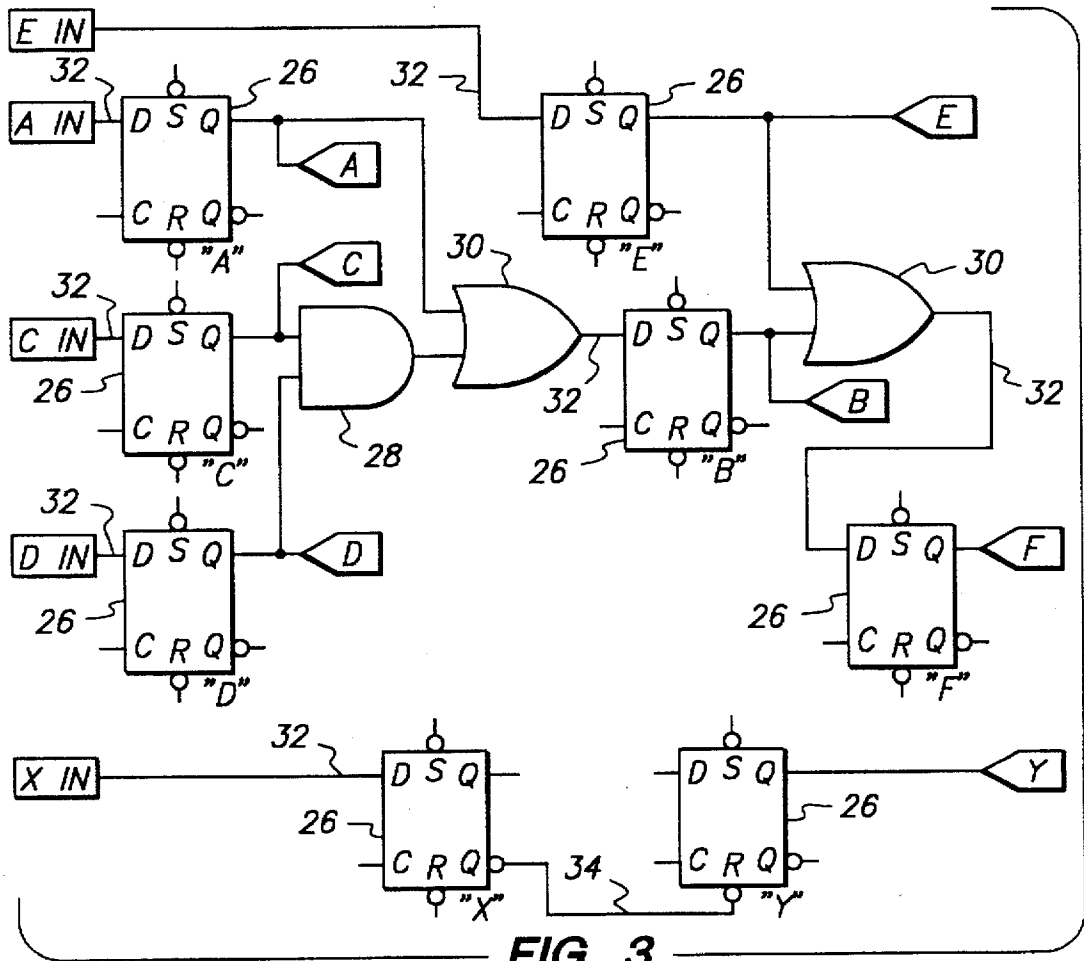 E IN
32
26
32
26
A IN
D S Q
D S Q
E
A
C R Q
C R Q
"A"
"E"
C
30
30
32
C IN
D S Q
D S Q
26
32
B
32
C R Q
28
C R Q
"C"
26
"B"
32
D IN
D S Q
D
D S Q
F
26
26
C R Q
C R Q
"D"
"F"
32
X IN
D S Q
D S Q
Y
26
26
C R Q
34
C R Q
"X"
"Y"
FIG. 3